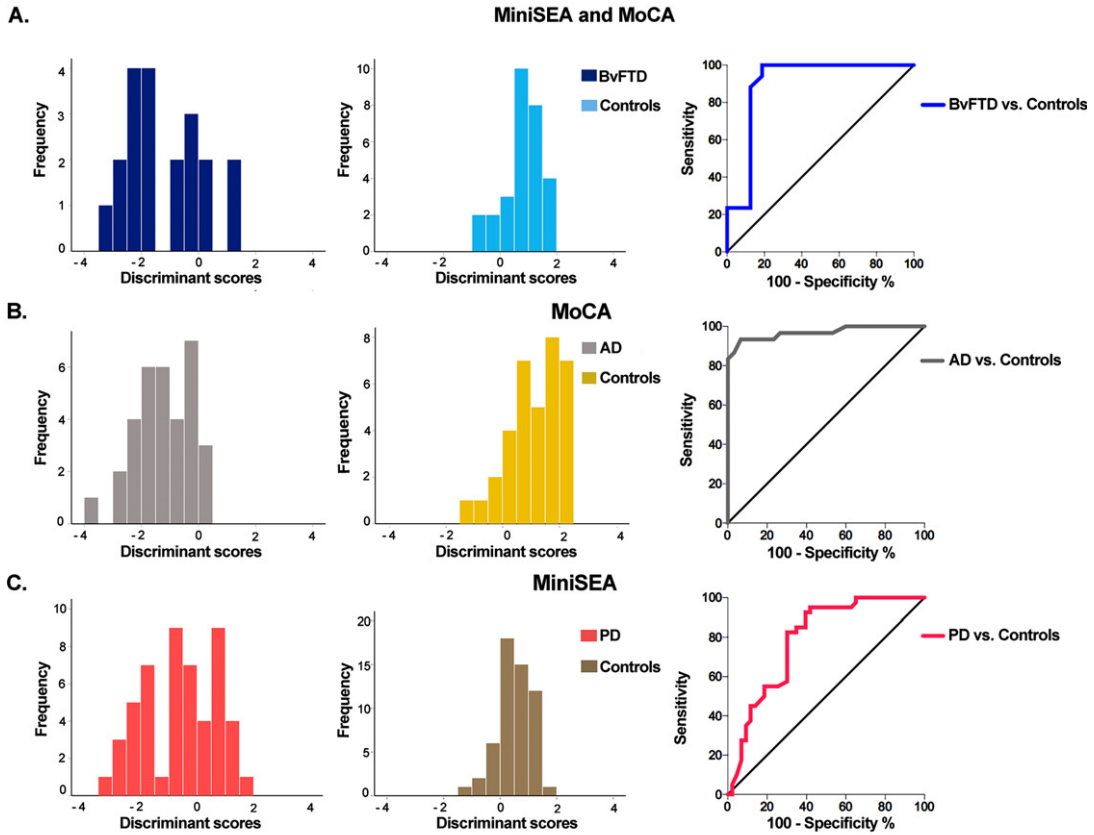 A.
MiniSEA and MoCA
Frequency
4
3
2
1
0
-4
-2
0
2
4
Discriminant scores
Frequency
10
8
6
4
2
0
-4
-2
0
2
4
Discriminant scores
BvFTD
Controls
Sensitivity
100
80
60
40
20
0
0 20 40 60 80 100
100 - Specificity %
BvFTD vs. Controls
B.
MoCA
Frequency
6
4
2
0
-4
-2
0
2
4
Discriminant scores
Frequency
8
6
4
2
0
-4
-2
0
2
4
Discriminant scores
AD
Controls
Sensitivity
100
80
60
40
20
0
0 20 40 60 80 100
100 - Specificity %
AD vs. Controls
C.
MiniSEA
Frequency
10
8
6
4
2
0
-4
-2
0
2
4
Discriminant scores
Frequency
20
15
10
5
0
-4
-2
0
2
4
Discriminant scores
PD
Controls
Sensitivity
100
80
60
40
20
0
0 20 40 60 80 100
100 - Specificity %
PD vs. Controls